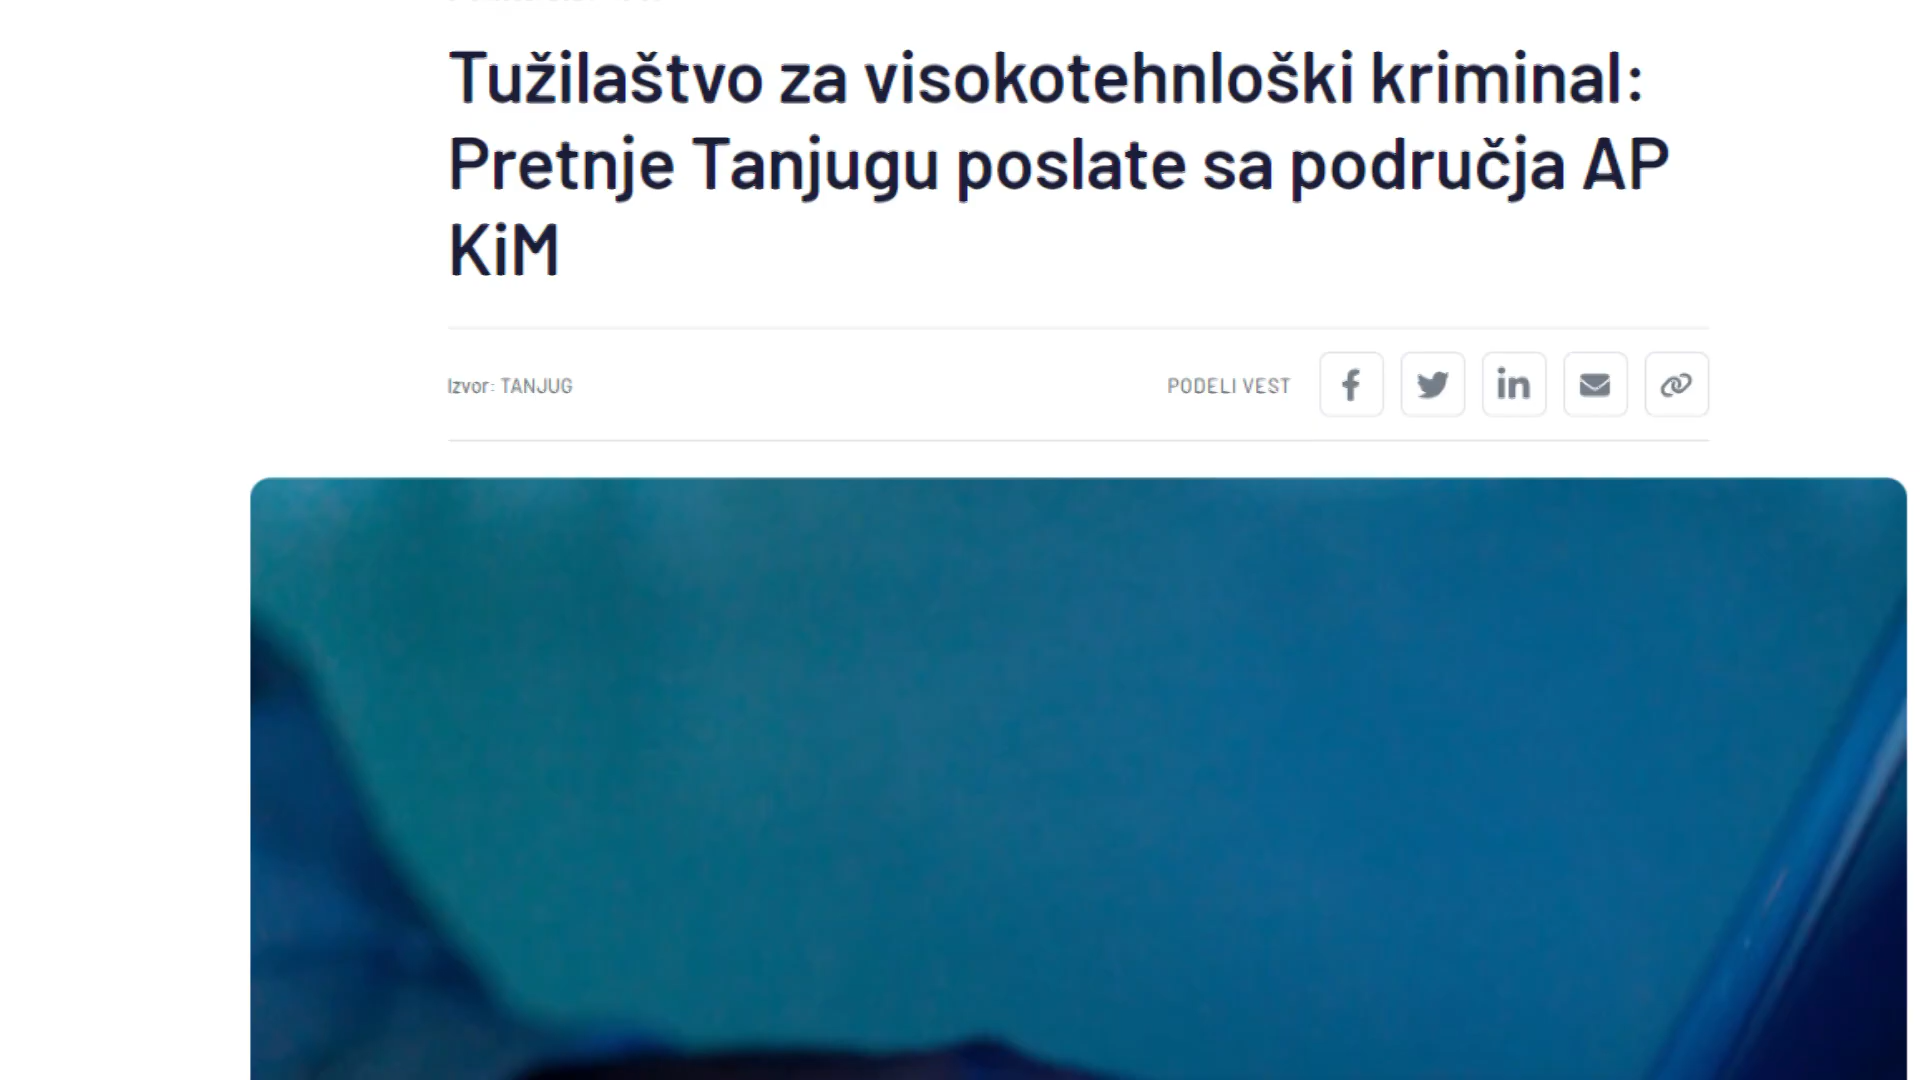 Tužilaštvo za visokotehnloški kriminal:
Pretnje Tanjugu poslate sa područja AP
KiM
Izvor: TANJUG
PODELI VEST